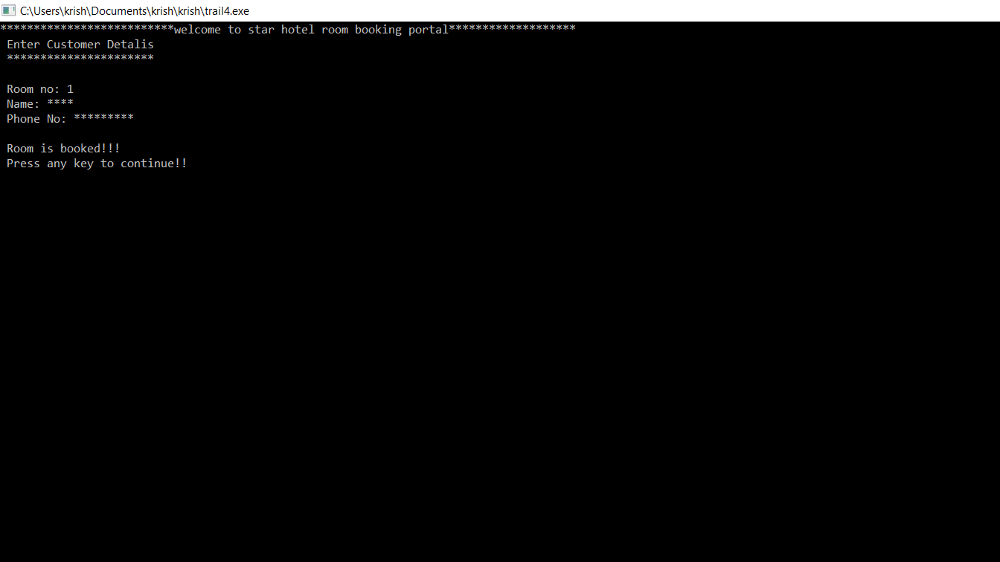 C:\Users\krish\Documents\krish\krish\trail4.exe
**************************welcome to star hotel room booking portal*******************
Enter Customer Detalis
**********************
Room no: 1
Name: ****
Phone No: *********
Room is booked!!!
Press any key to continue!!